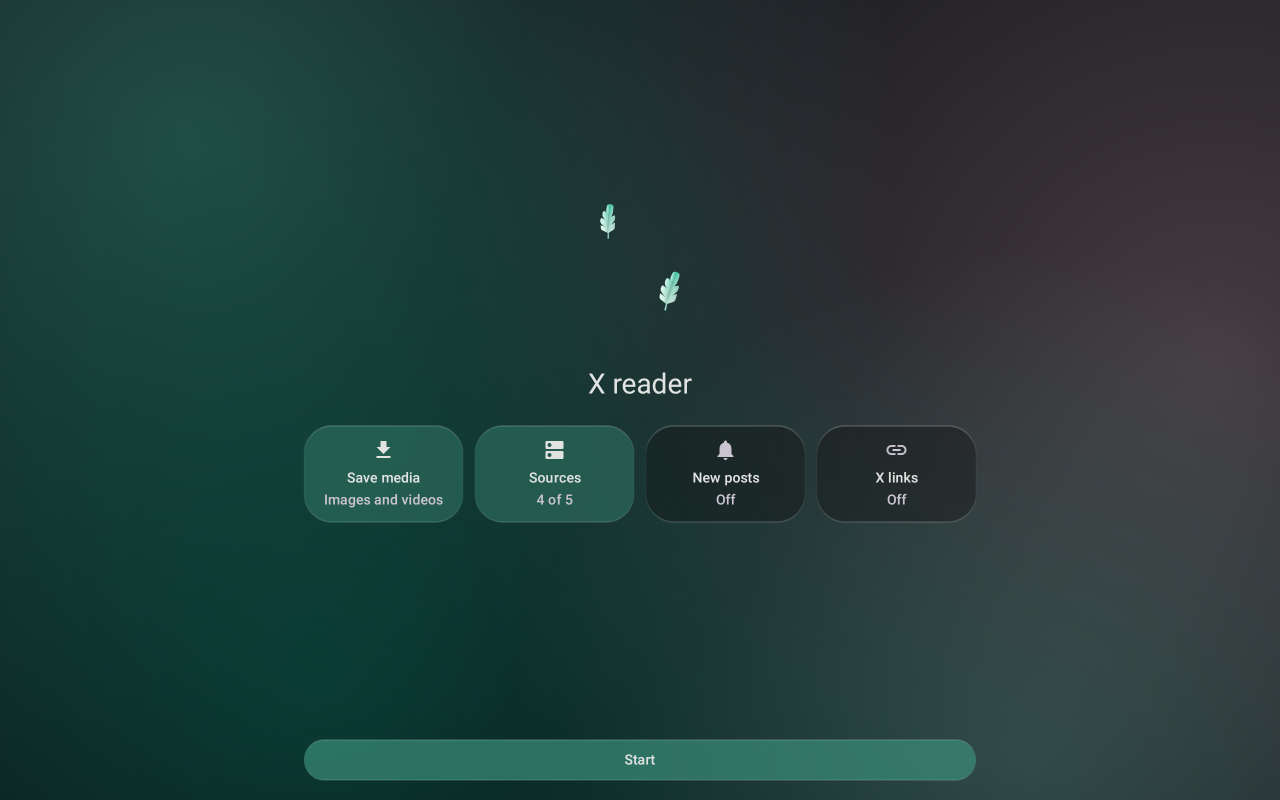 X reader
Save media
Images and videos
Sources
4 of 5
New posts
Off
X links
Off
Start